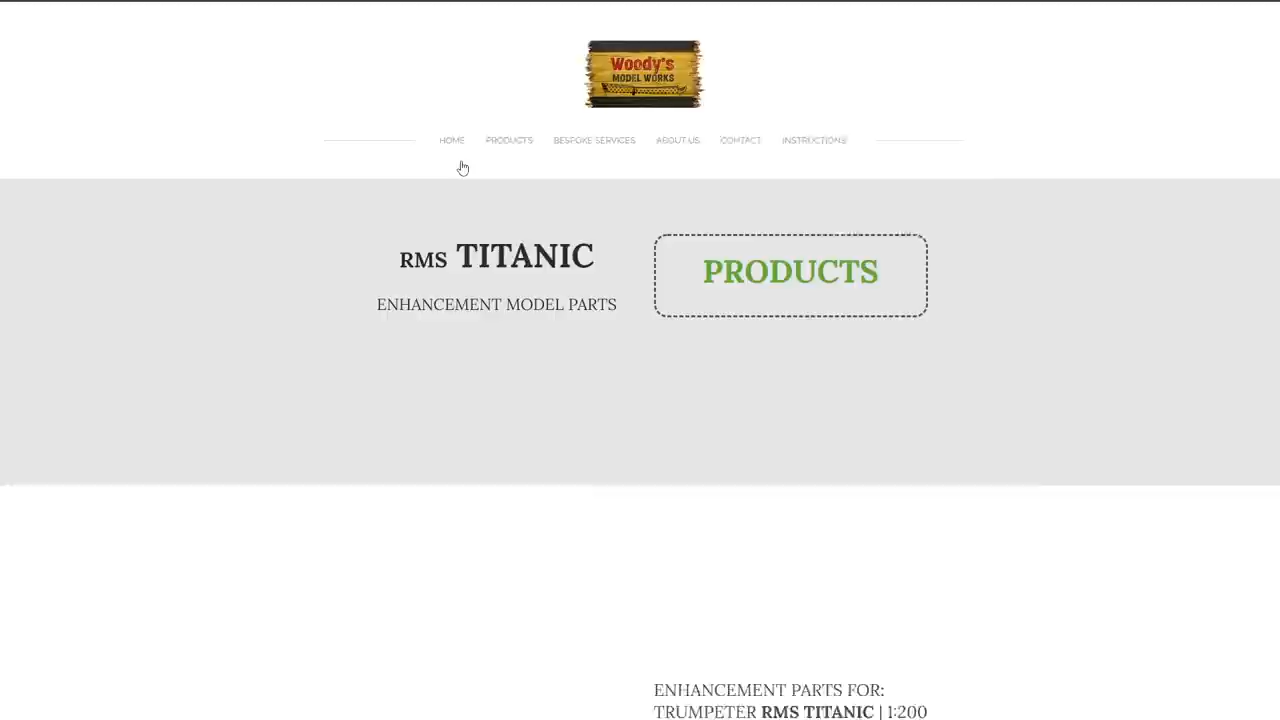 Woody's
MODEL WORKS
HOME PRODUCTS BESPOKE SERVICES ABOUT US CONTACT INSTRUCTIONS
RMS TITANIC
ENHANCEMENT MODEL PARTS
PRODUCTS
ENHANCEMENT PARTS FOR:
TRUMPETER RMS TITANIC | 1:200